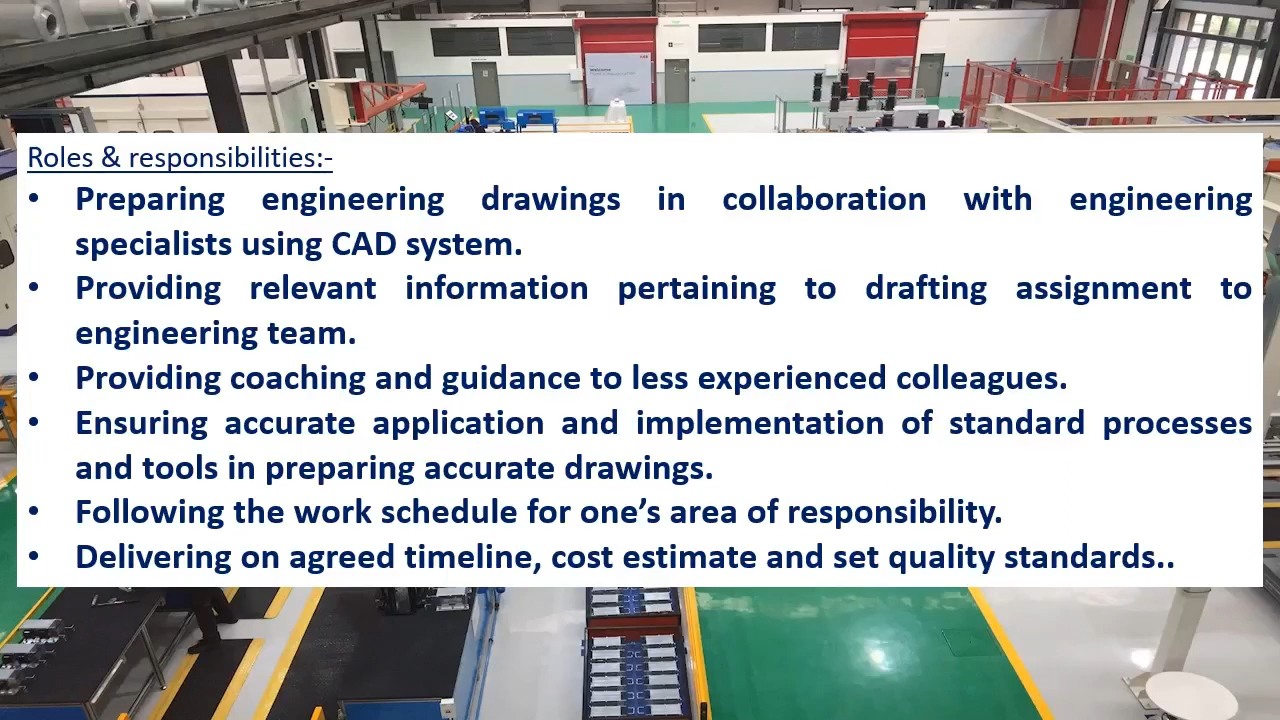 Roles & responsibilities:-
• Preparing engineering drawings in collaboration with engineering
specialists using CAD system.
• Providing relevant information pertaining to drafting assignment to
engineering team.
• Providing coaching and guidance to less experienced colleagues.
• Ensuring accurate application and implementation of standard processes
and tools in preparing accurate drawings.
• Following the work schedule for one’s area of responsibility.
• Delivering on agreed timeline, cost estimate and set quality standards..